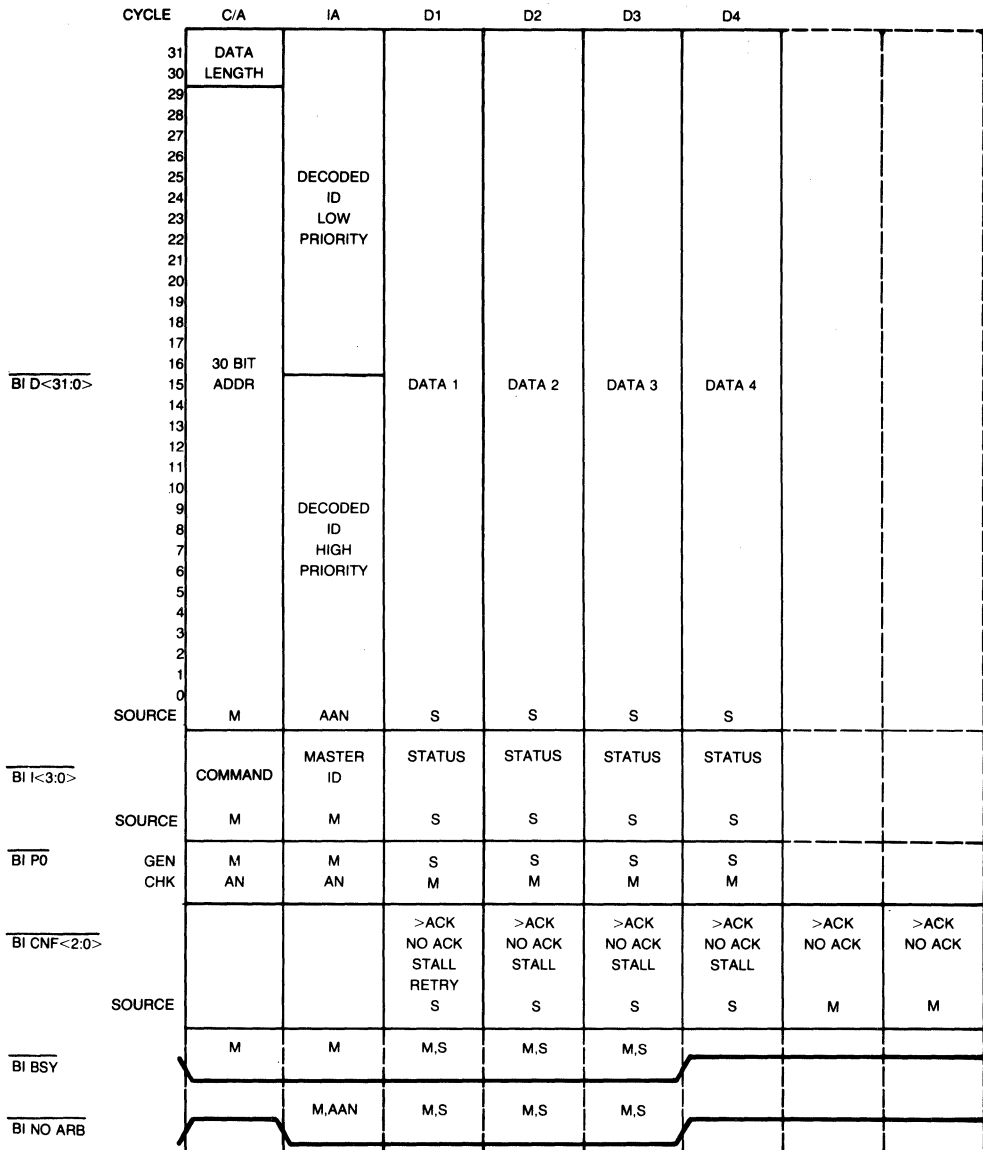 CYCLE C/A IA D1 D2 D3 D4
31 DATA
30 LENGTH
29
28
27
26
25 DECODED
24 ID
23 LOW
22 PRIORITY
21
20
19
18
17
16 30 BIT
BI D<31:0> 15 ADDR DATA 1 DATA 2 DATA 3 DATA 4
14
13
12
11
10
9 DECODED
8 ID
7 HIGH
6 PRIORITY
5
4
3
2
1
0
SOURCE M AAN S S S S
MASTER STATUS STATUS STATUS STATUS
BI I<3:0> COMMAND ID
SOURCE M M S S S S
BI P0 GEN M M S S S S
CHK AN AN M M M M
>ACK >ACK >ACK >ACK >ACK >ACK
BI CNF<2:0> NO ACK NO ACK NO ACK NO ACK NO ACK NO ACK
STALL STALL STALL STALL
RETRY
SOURCE S S S S M M
M M M,S M,S M,S
BI BSY
M,AAN M,S M,S M,S
BI NO ARB